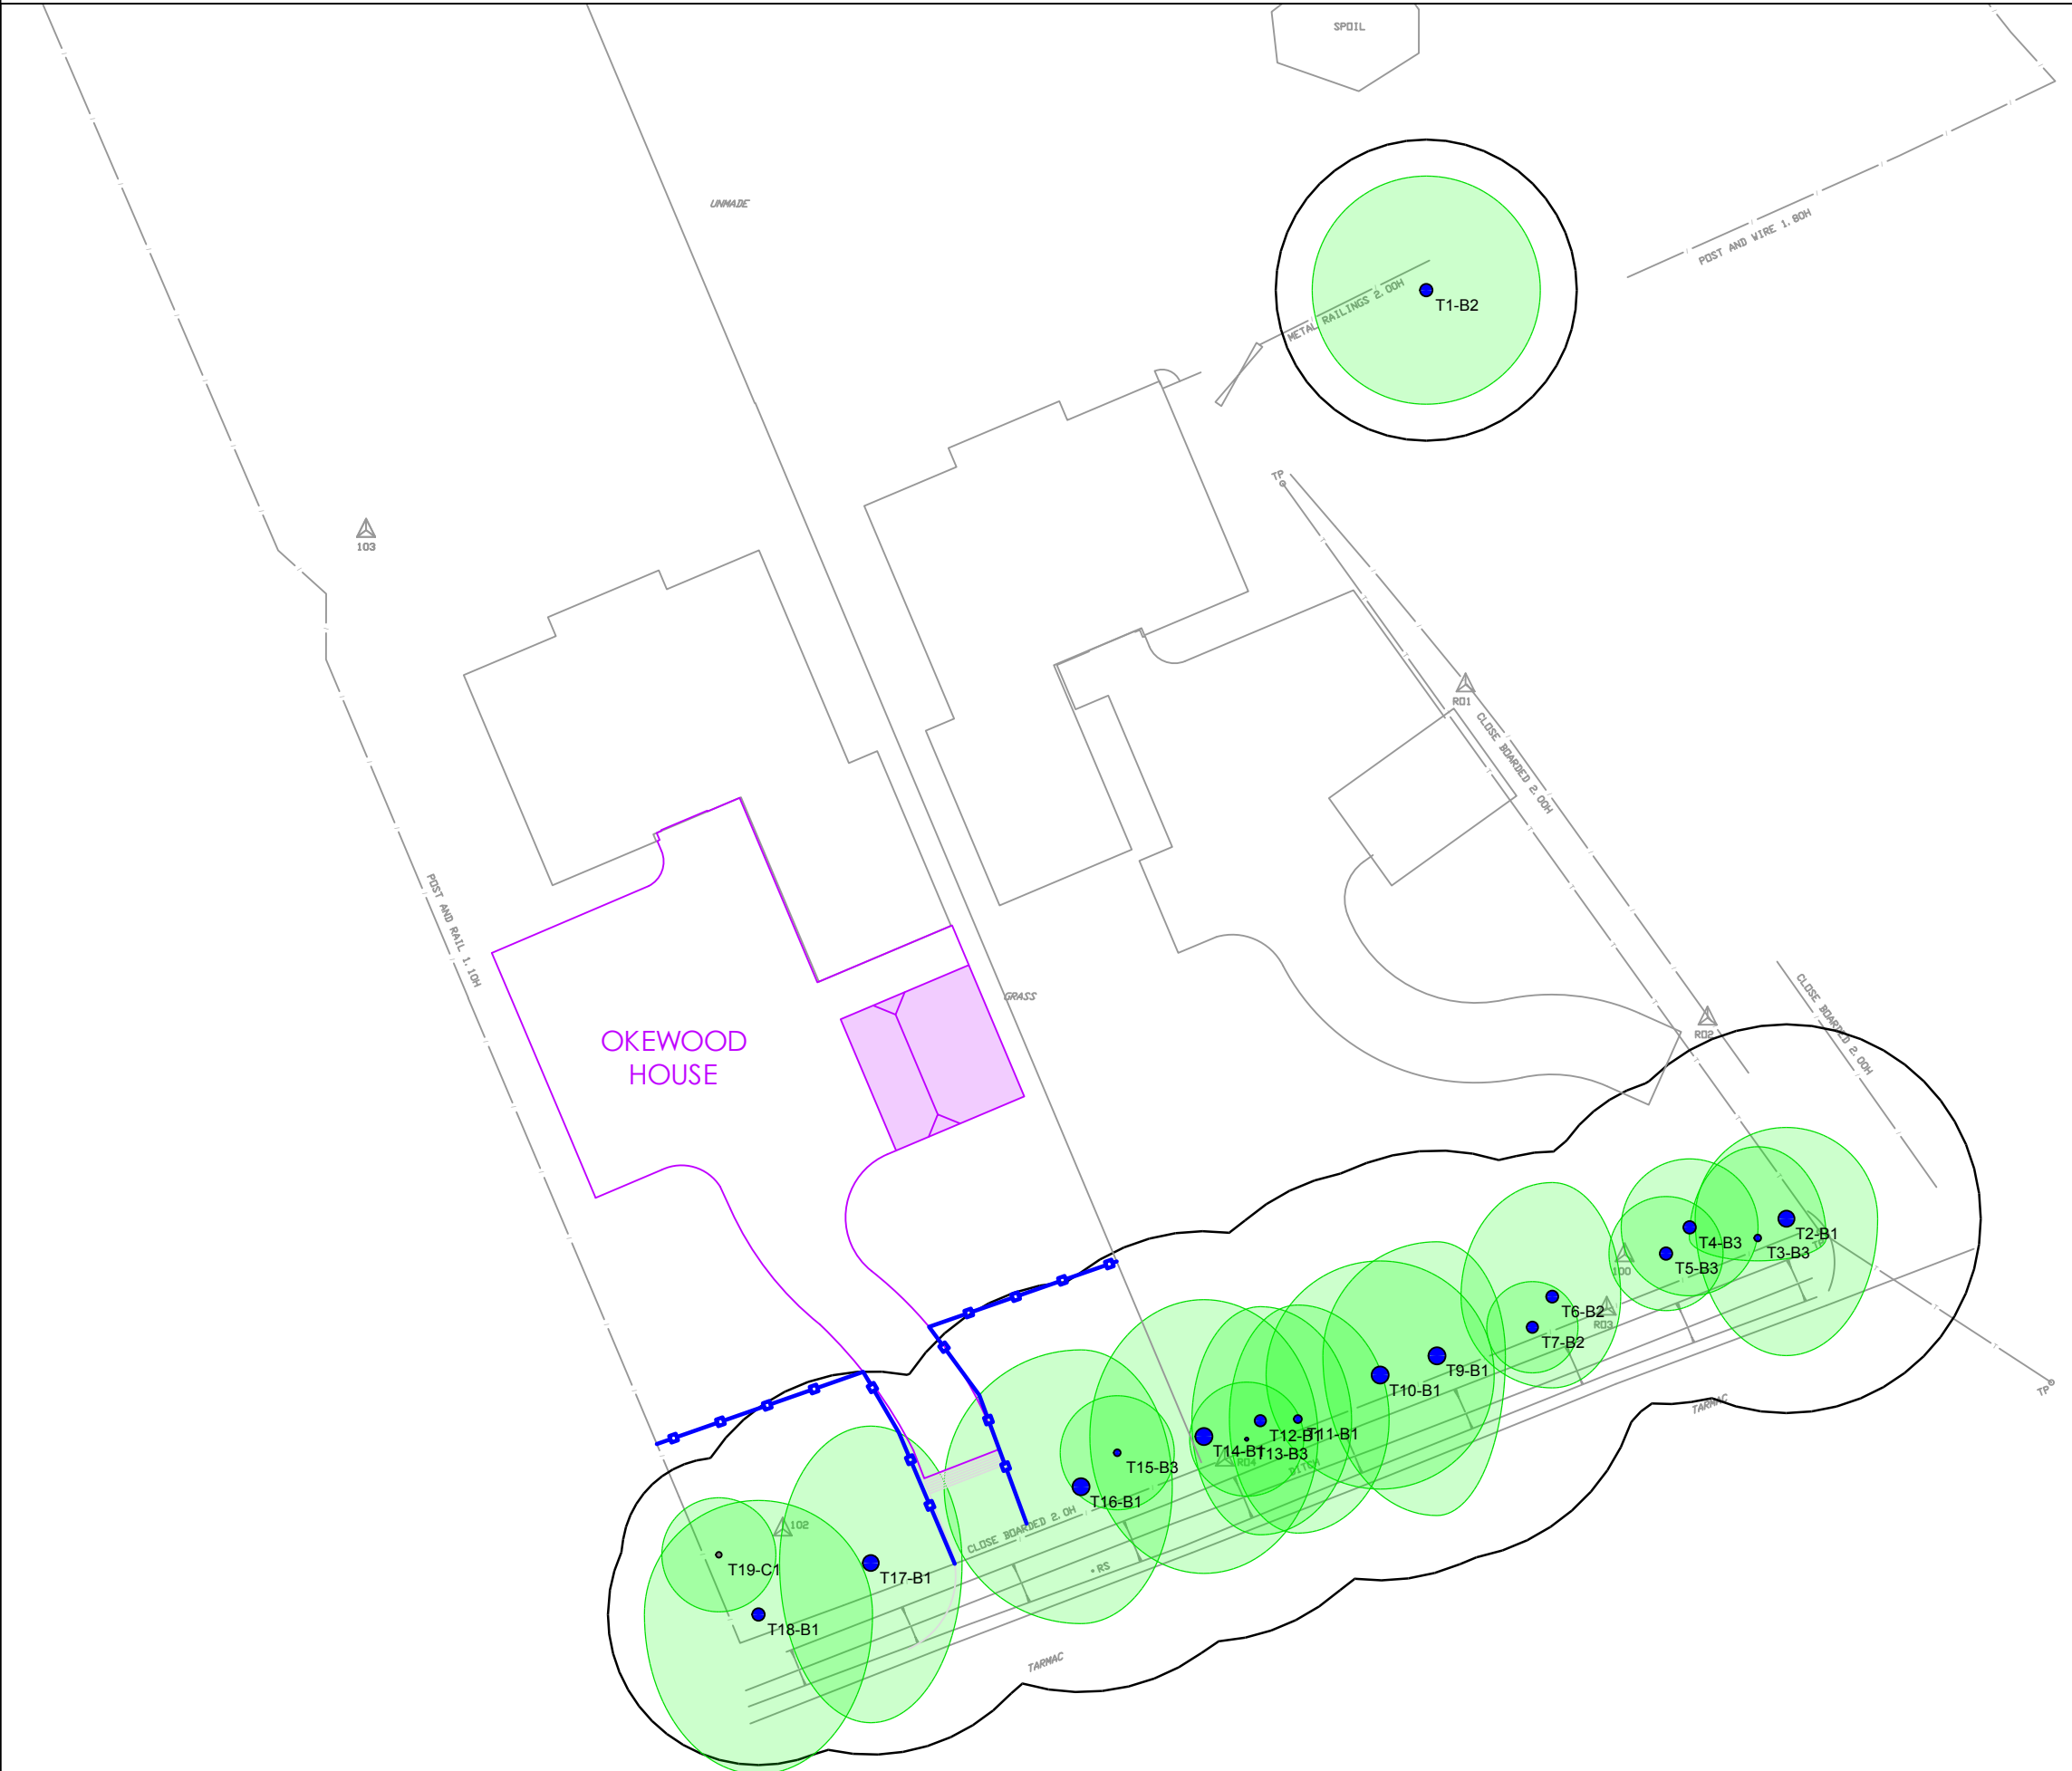 SPOIL
UNMADE
POST AND WIRE 1.80H
METAL RAILINGS 2.00H
T1-B2
TP
103
R01
CLOSE BOARDED 2.00H
POST AND RAIL 1.10H
GRASS
CLOSE BOARDED 2.00H
R02
OKEWOOD
HOUSE
T2-B1
T4-B3
T3-B3
TP
T5-B3
100
T6-B2
R03
T7-B2
T9-B1
T10-B1
TP
TARMAC
T12-B1
T11-B1
T14-B1
T13-B3
R04
DITCH
T15-B3
T16-B1
CLOSE BOARDED 2.0H
102
RS
T19-C1
T17-B1
T18-B1
TARMAC